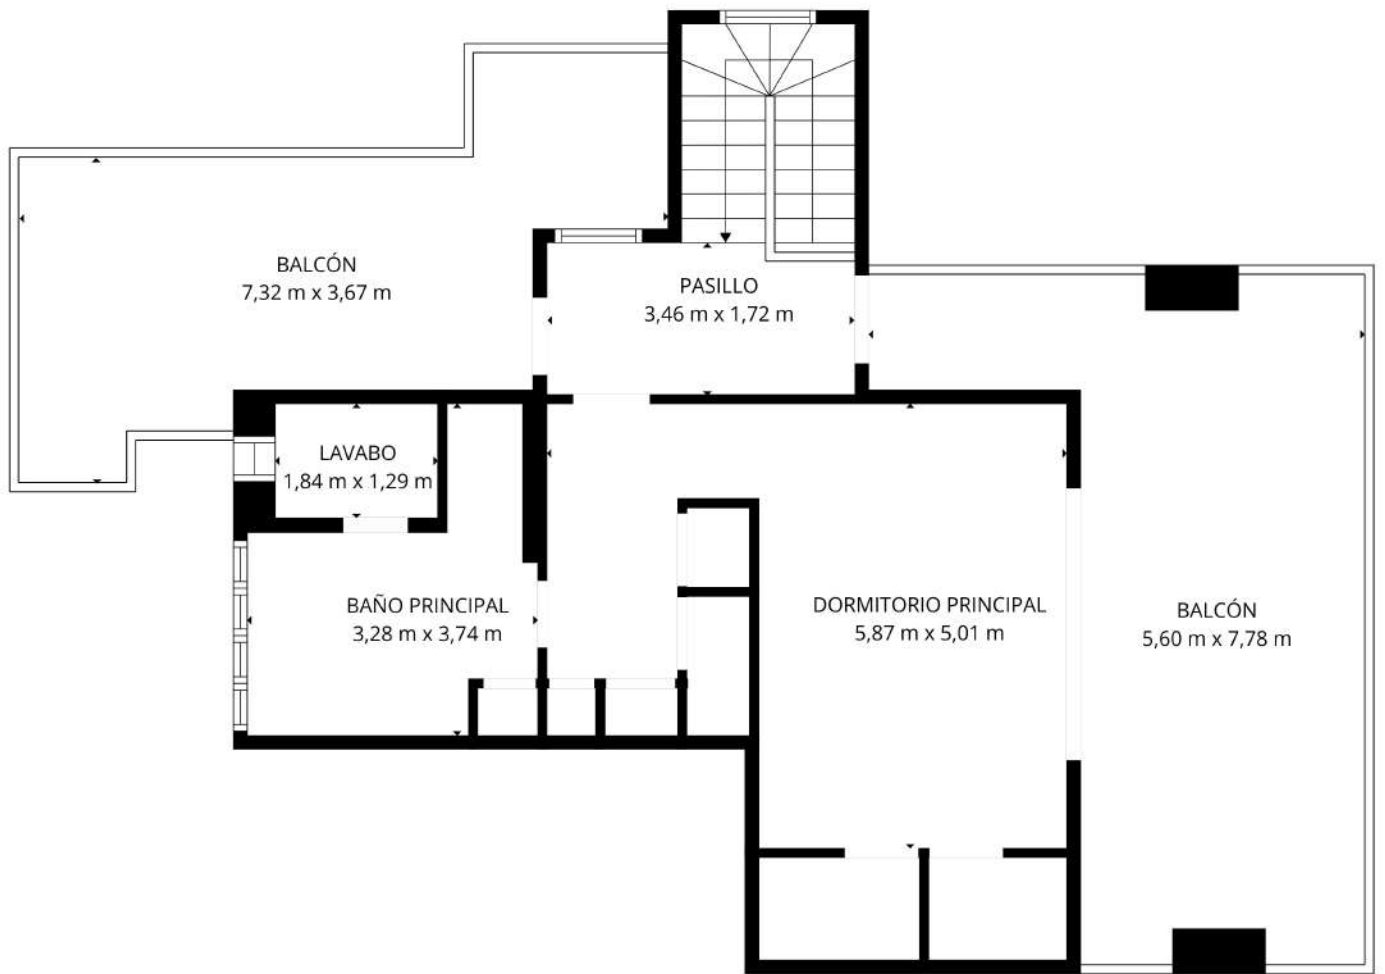 BALCÓN
7,32 m x 3,67 m
PASILLO
3,46 m x 1,72 m
LAVABO
1,84 m x 1,29 m
BAÑO PRINCIPAL
3,28 m x 3,74 m
DORMITORIO PRINCIPAL
5,87 m x 5,01 m
BALCÓN
5,60 m x 7,78 m